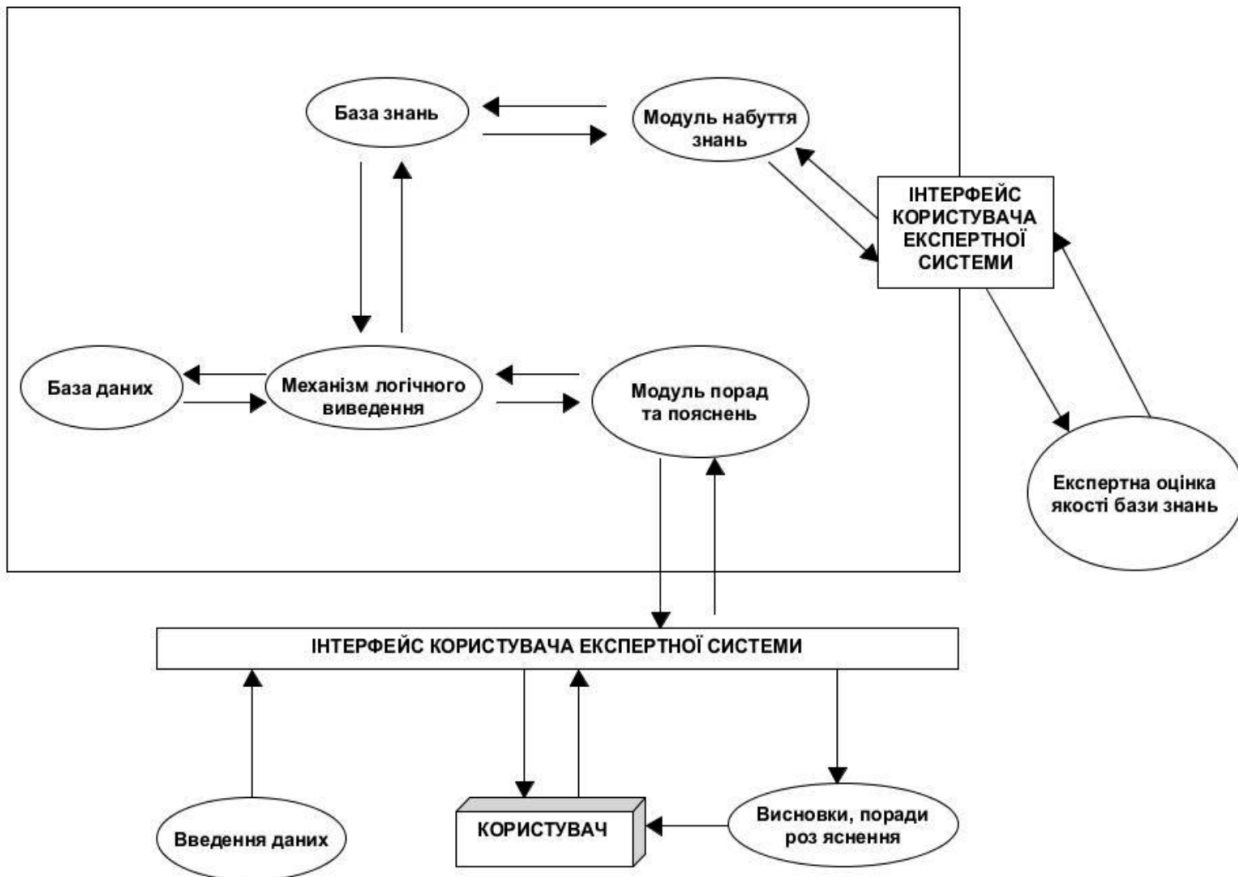 База знань
Модуль набуття
знань
ІНТЕРФЕЙС
КОРИСТУВАЧА
ЕКСПЕРТНОЇ
СИСТЕМИ
База даних
Механізм логічного
виведення
Модуль порад
та пояснень
Експертна оцінка
якості бази знань
ІНТЕРФЕЙС КОРИСТУВАЧА ЕКСПЕРТНОЇ СИСТЕМИ
Введення даних
КОРИСТУВАЧ
Висновки, поради
роз яснення